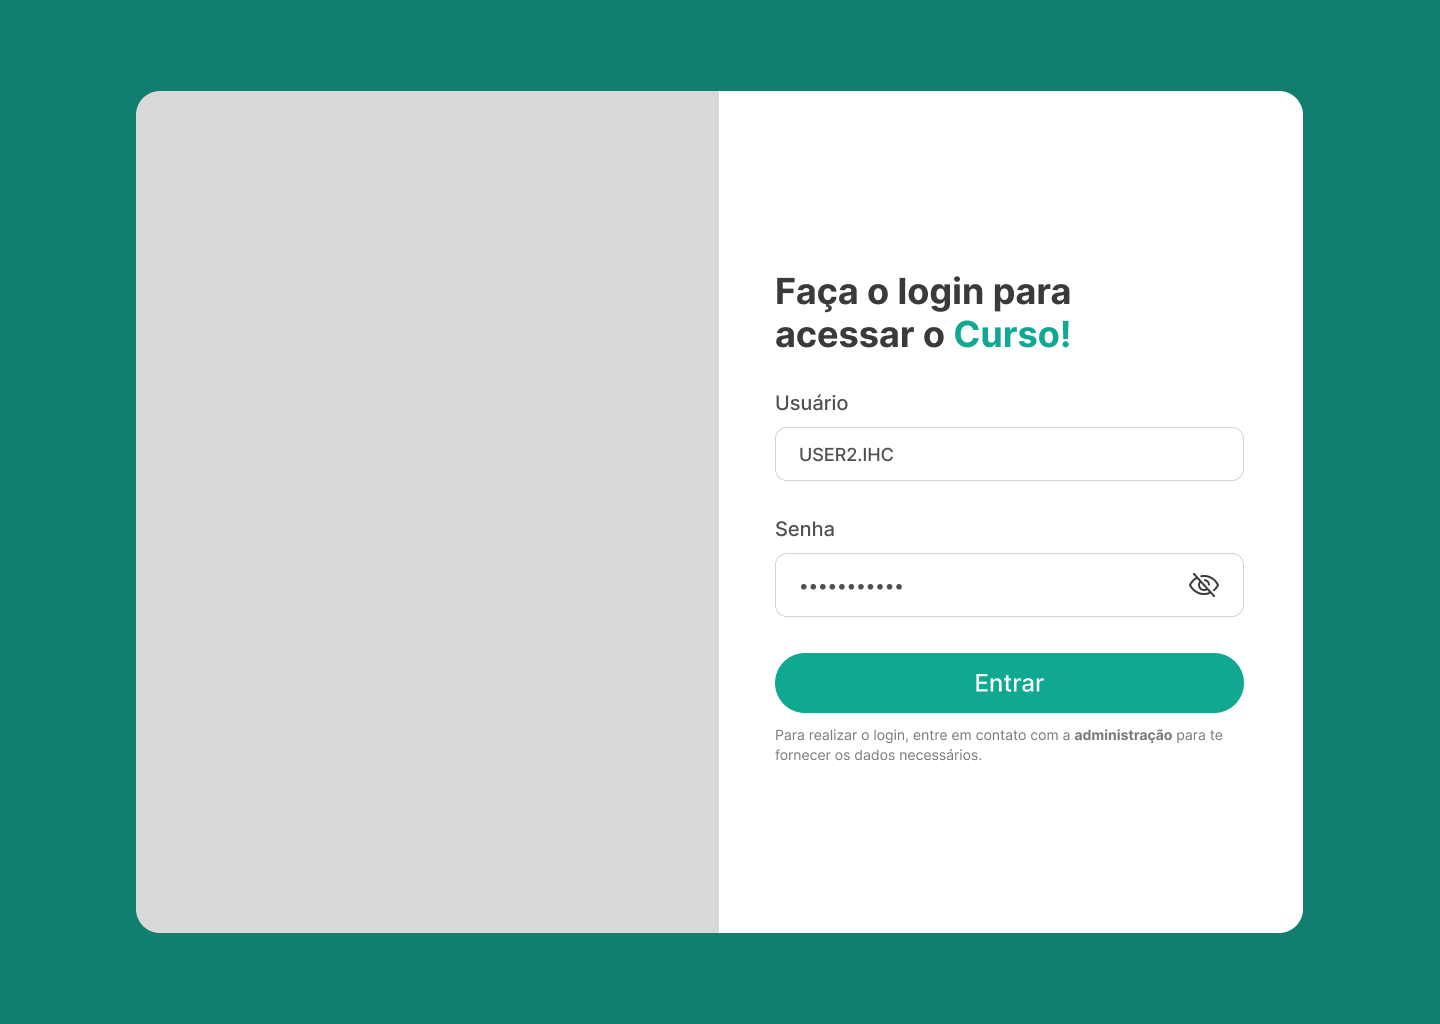 Faça o login para
acessar o Curso!
Usuário
USER2.IHC
Senha
•••••••••••
Entrar
Para realizar o login, entre em contato com a administração para te
fornecer os dados necessários.